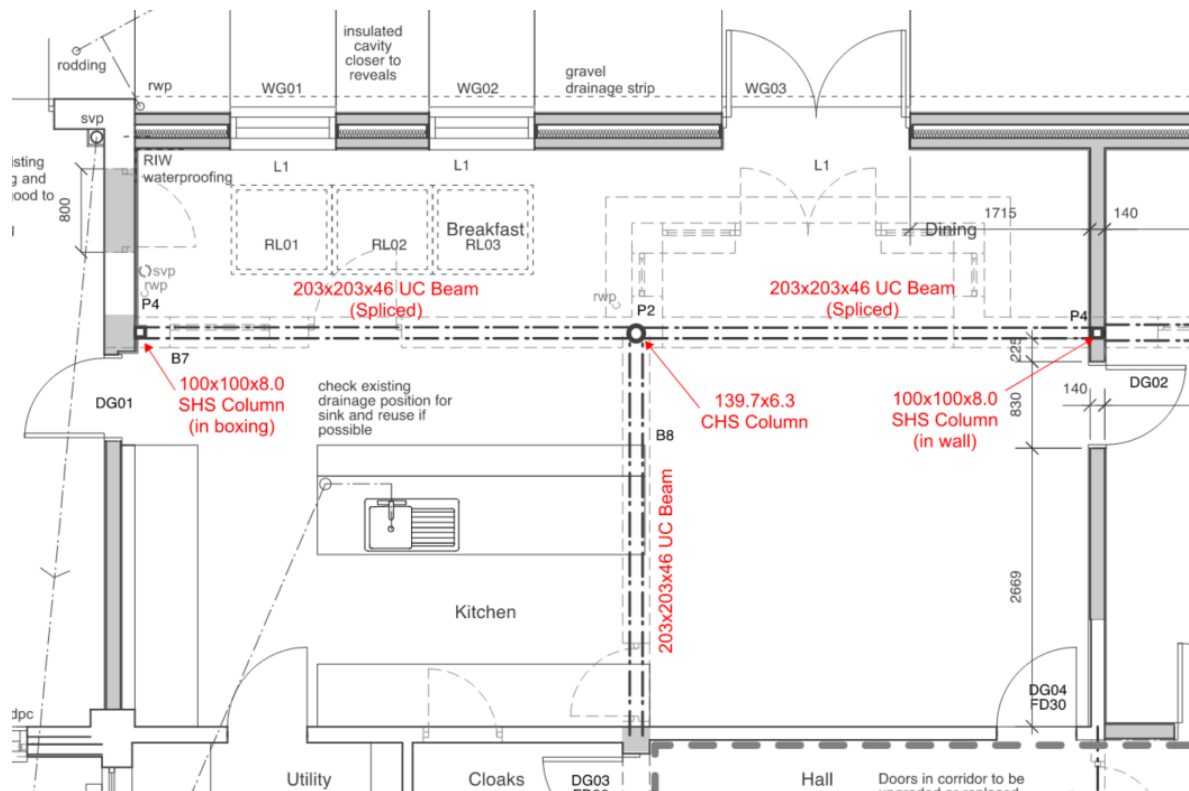 insulated
cavity
closer to
reveals
rodding
rwp
WG01
WG02
gravel
drainage strip
WG03
svp
RIW
waterproofing
L1
L1
L1
isting
g and
ood to
800
1715
140
Breakfast
Dining
RL01
RL02
RL03
svp
rwp
203x203x46 UC Beam
(Spliced)
203x203x46 UC Beam
(Spliced)
rwp
P4
P2
P4
B7
225
100x100x8.0
SHS Column
(in boxing)
check existing
drainage position for
sink and reuse if
possible
139.7x6.3
CHS Column
100x100x8.0
SHS Column
(in wall)
140
830
DG01
DG02
B8
203x203x46 UC Beam
2669
Kitchen
DG04
FD30
dpc
Utility
Cloaks
DG03
Hall
Doors in corridor to be